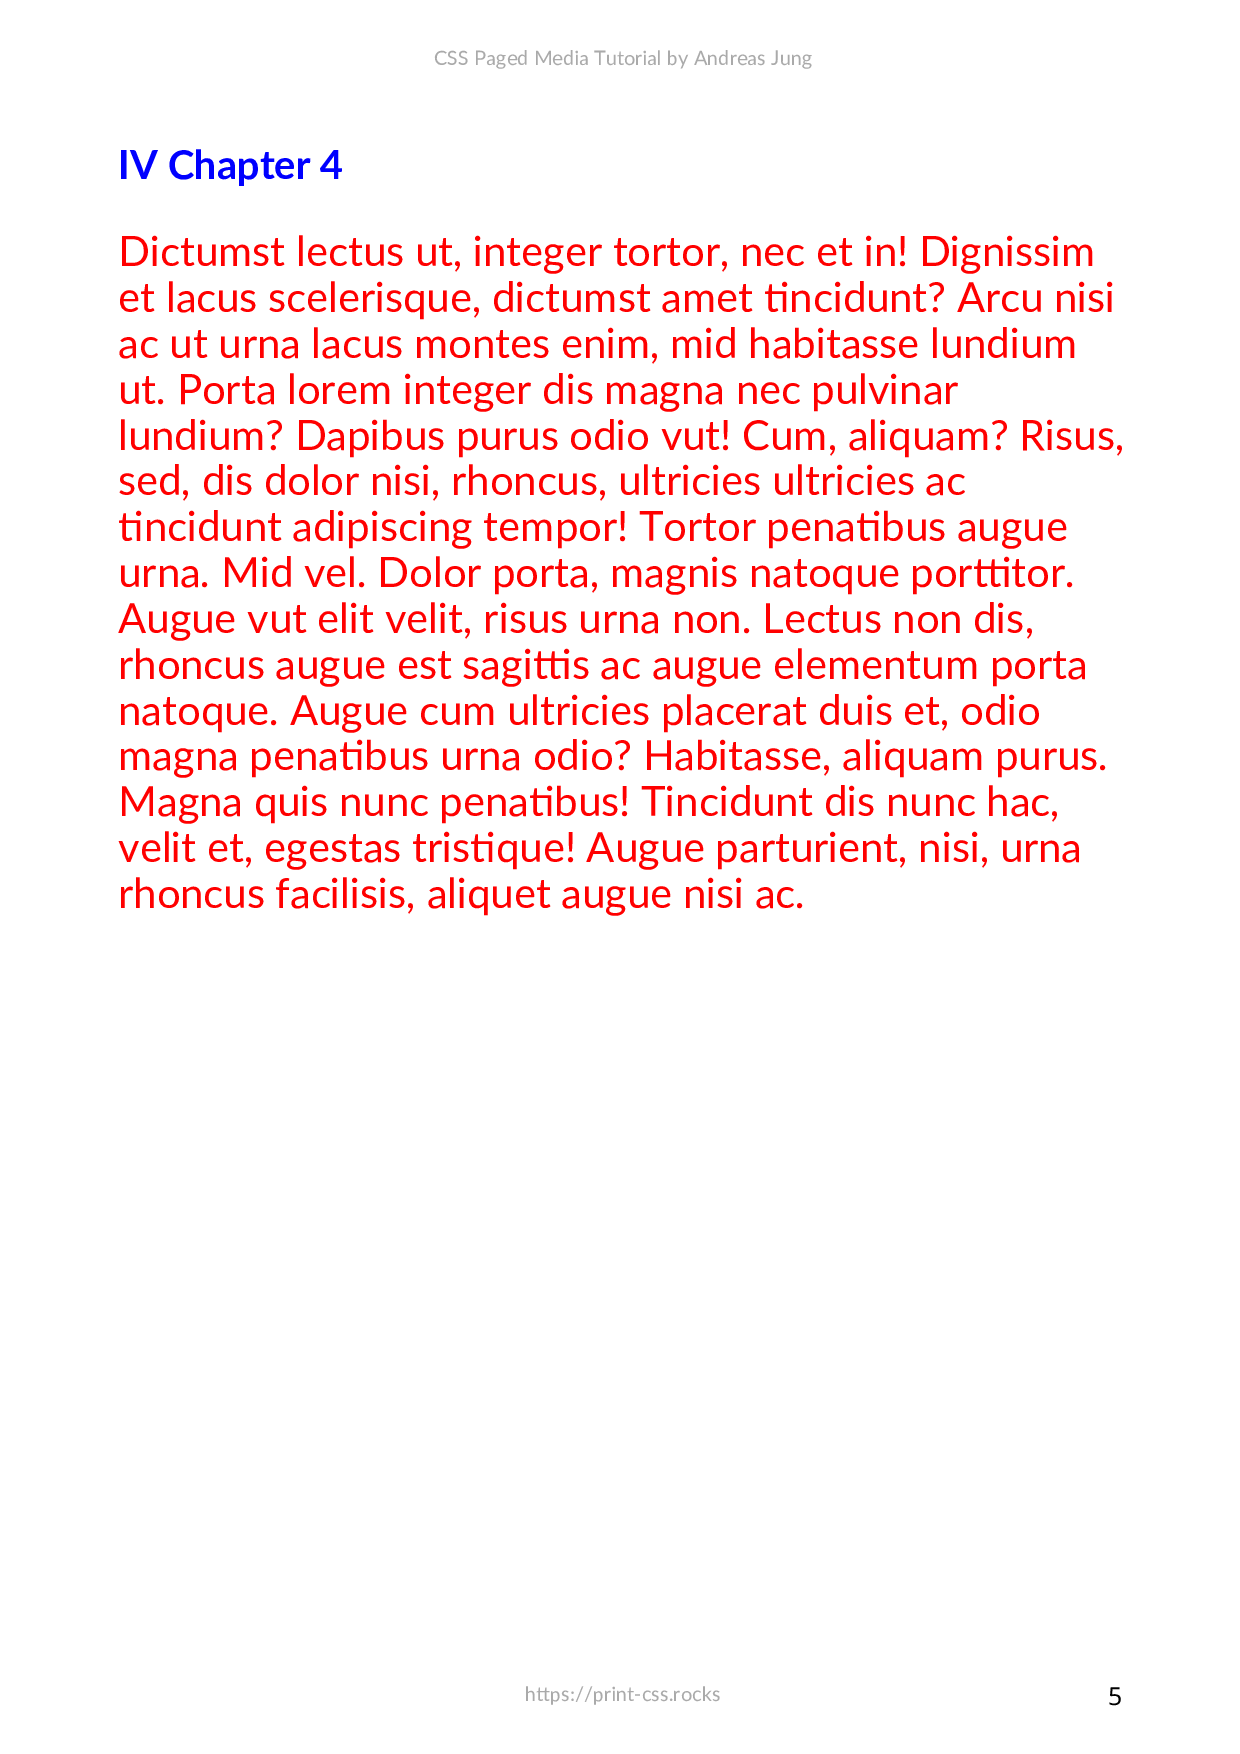 CSS Paged Media Tutorial by Andreas Jung
IV Chapter 4
Dictumst lectus ut, integer tortor, nec et in! Dignissim
et lacus scelerisque, dictumst amet tincidunt? Arcu nisi
ac ut urna lacus montes enim, mid habitasse lundium
ut. Porta lorem integer dis magna nec pulvinar
lundium? Dapibus purus odio vut! Cum, aliquam? Risus,
sed, dis dolor nisi, rhoncus, ultricies ultricies ac
tincidunt adipiscing tempor! Tortor penatibus augue
urna. Mid vel. Dolor porta, magnis natoque porttitor.
Augue vut elit velit, risus urna non. Lectus non dis,
rhoncus augue est sagittis ac augue elementum porta
natoque. Augue cum ultricies placerat duis et, odio
magna penatibus urna odio? Habitasse, aliquam purus.
Magna quis nunc penatibus! Tincidunt dis nunc hac,
velit et, egestas tristique! Augue parturient, nisi, urna
rhoncus facilisis, aliquet augue nisi ac.
https://print-css.rocks
5